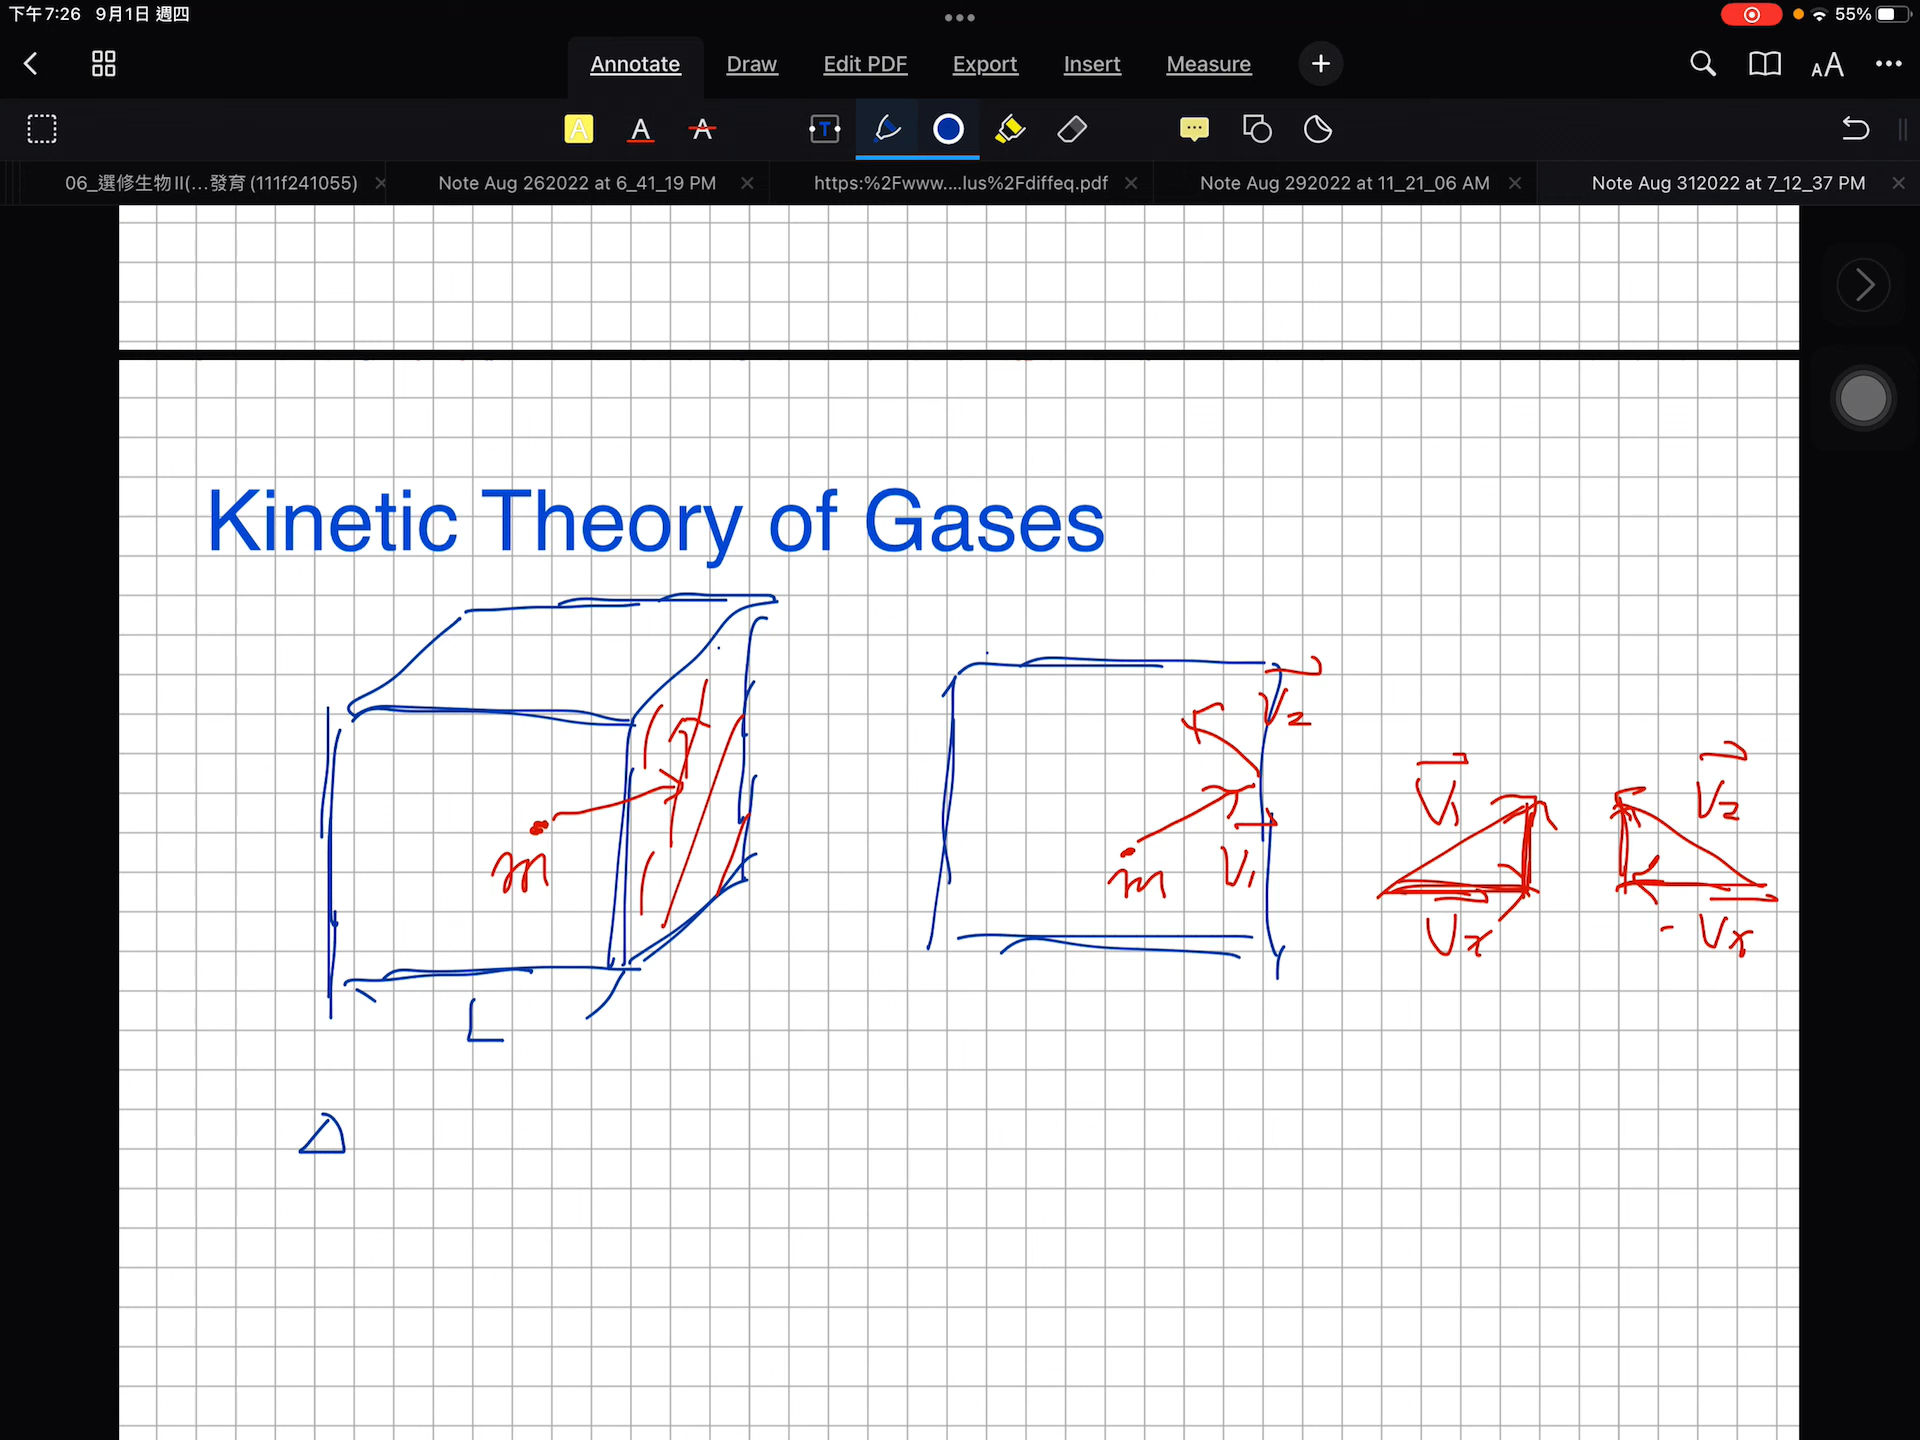 下午7:26 9月1日 週四
55%
Annotate Draw Edit PDF Export Insert Measure
AA
A A A T
06_選修生物II(...發育 (111f241055) Note Aug 262022 at 6_41_19 PM https:%2Fwww....lus%2Fdiffeq.pdf Note Aug 292022 at 11_21_06 AM Note Aug 312022 at 7_12_37 PM
Kinetic Theory of Gases
V2
V1 V2
m m V1
Vx -Vx
L
Δ